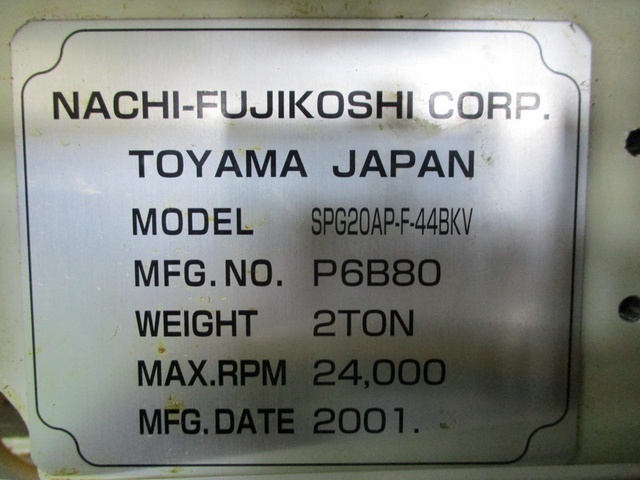 NACHI-FUJIKOSHI CORP.
TOYAMA JAPAN
MODEL SPG20AP-F-44BKV
MFG.NO. P6B80
WEIGHT 2TON
MAX.RPM 24,000
MFG.DATE 2001.